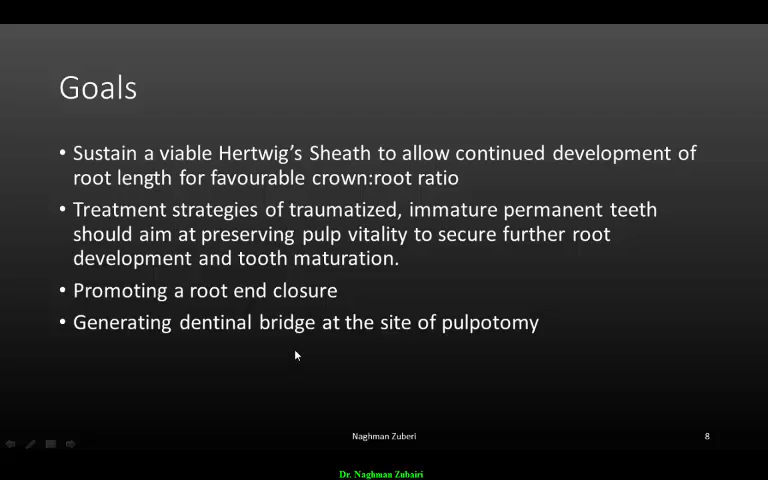 Goals
• Sustain a viable Hertwig's Sheath to allow continued development of
root length for favourable crown:root ratio
• Treatment strategies of traumatized, immature permanent teeth
should aim at preserving pulp vitality to secure further root
development and tooth maturation.
• Promoting a root end closure
• Generating dentinal bridge at the site of pulpotomy
Naghman Zuberi
8
Dr. Naghman Zubairi